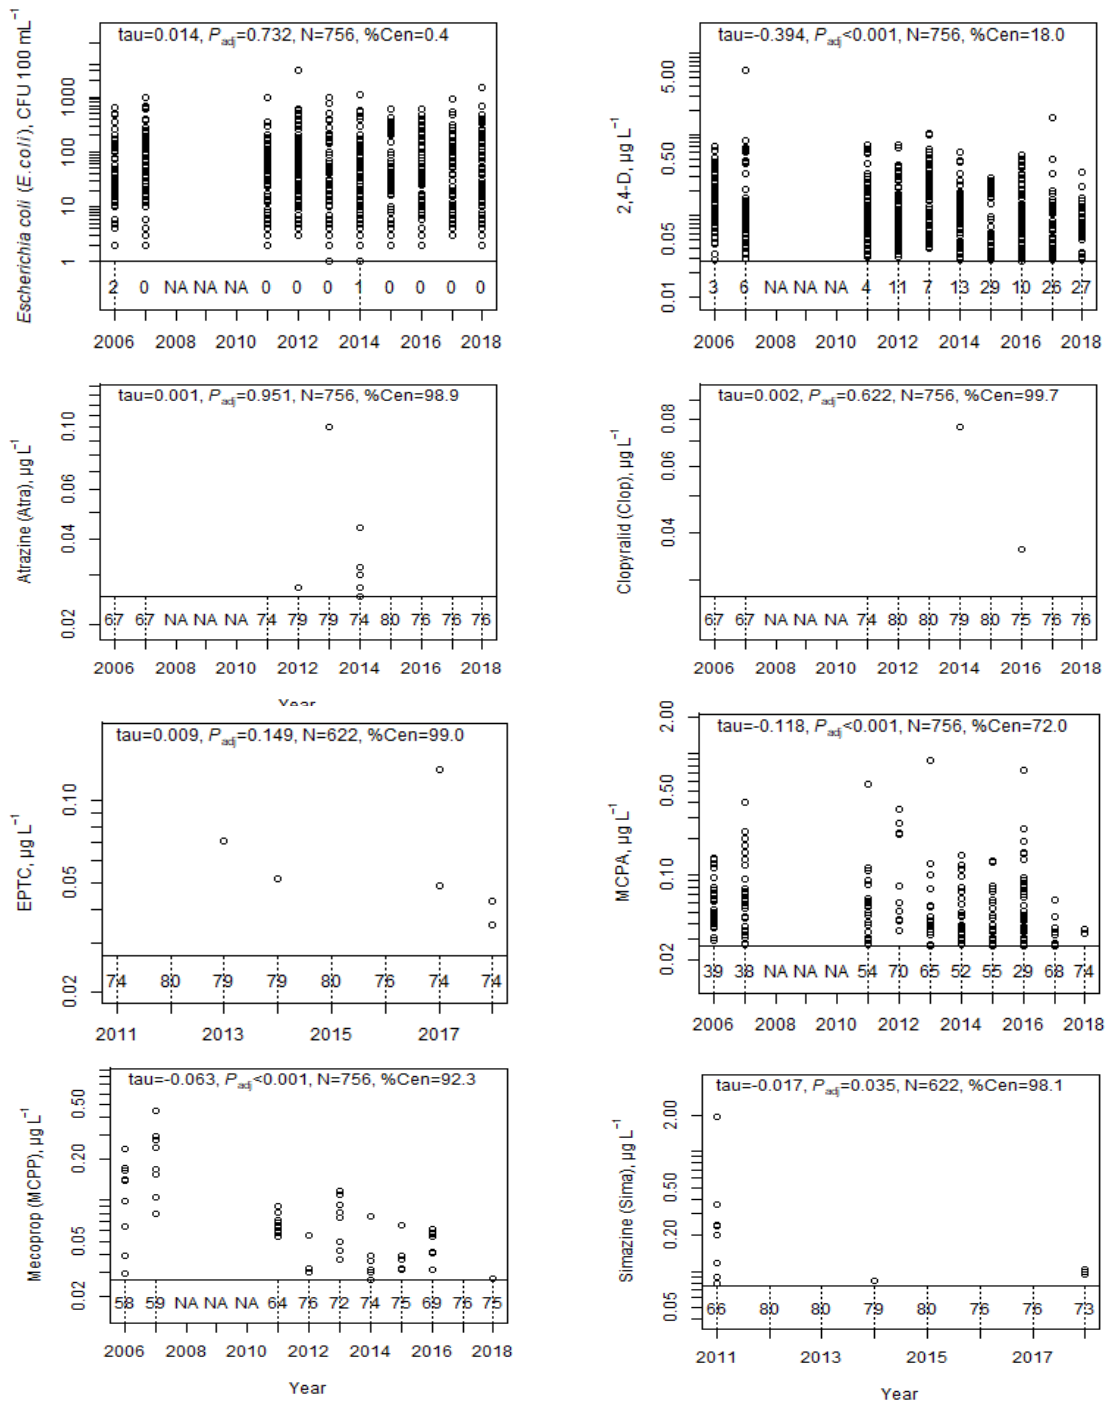 tau=0.014, Padj=0.732, N=756, %Cen=0.4
Escherichia coli (E.coli), CFU 100 mL⁻¹
1000
100
10
1
2 0 NA NA NA 0 0 0 1 0 0 0 0
2006 2008 2010 2012 2014 2016 2018
tau=-0.394, Padj<0.001, N=756, %Cen=18.0
2,4-D, µg L⁻¹
5.00
0.50
0.05
0.01
3 6 NA NA NA 4 11 7 13 29 10 26 27
2006 2008 2010 2012 2014 2016 2018
tau=0.001, Padj=0.951, N=756, %Cen=98.9
Atrazine (Atra), µg L⁻¹
0.10
0.06
0.04
0.02
67 67 NA NA NA 74 79 79 74 80 76 76 76
2006 2008 2010 2012 2014 2016 2018
Year
tau=0.002, Padj=0.622, N=756, %Cen=99.7
Clopyralid (Clop), µg L⁻¹
0.08
0.06
0.04
67 67 NA NA NA 74 80 80 79 80 75 76 76
2006 2008 2010 2012 2014 2016 2018
tau=0.009, Padj=0.149, N=622, %Cen=99.0
EPTC, µg L⁻¹
0.10
0.05
0.02
74 80 79 79 80 76 74 74
2011 2013 2015 2017
tau=-0.118, Padj<0.001, N=756, %Cen=72.0
MCPA, µg L⁻¹
2.00
0.50
0.10
0.02
39 38 NA NA NA 54 70 65 52 55 29 68 74
2006 2008 2010 2012 2014 2016 2018
tau=-0.063, Padj<0.001, N=756, %Cen=92.3
Mecoprop (MCPP), µg L⁻¹
0.50
0.20
0.05
0.02
58 59 NA NA NA 64 76 72 74 75 69 76 75
2006 2008 2010 2012 2014 2016 2018
Year
tau=-0.017, Padj=0.035, N=622, %Cen=98.1
Simazine (Sima), µg L⁻¹
2.00
0.50
0.20
0.05
66 80 80 79 80 76 76 73
2011 2013 2015 2017
Year